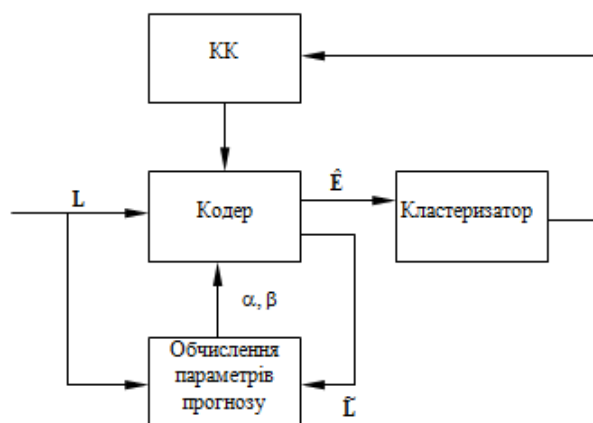 КК
L
Кодер
Ê
Кластеризатор
α, β
Обчислення
параметрів
прогнозу
L̃